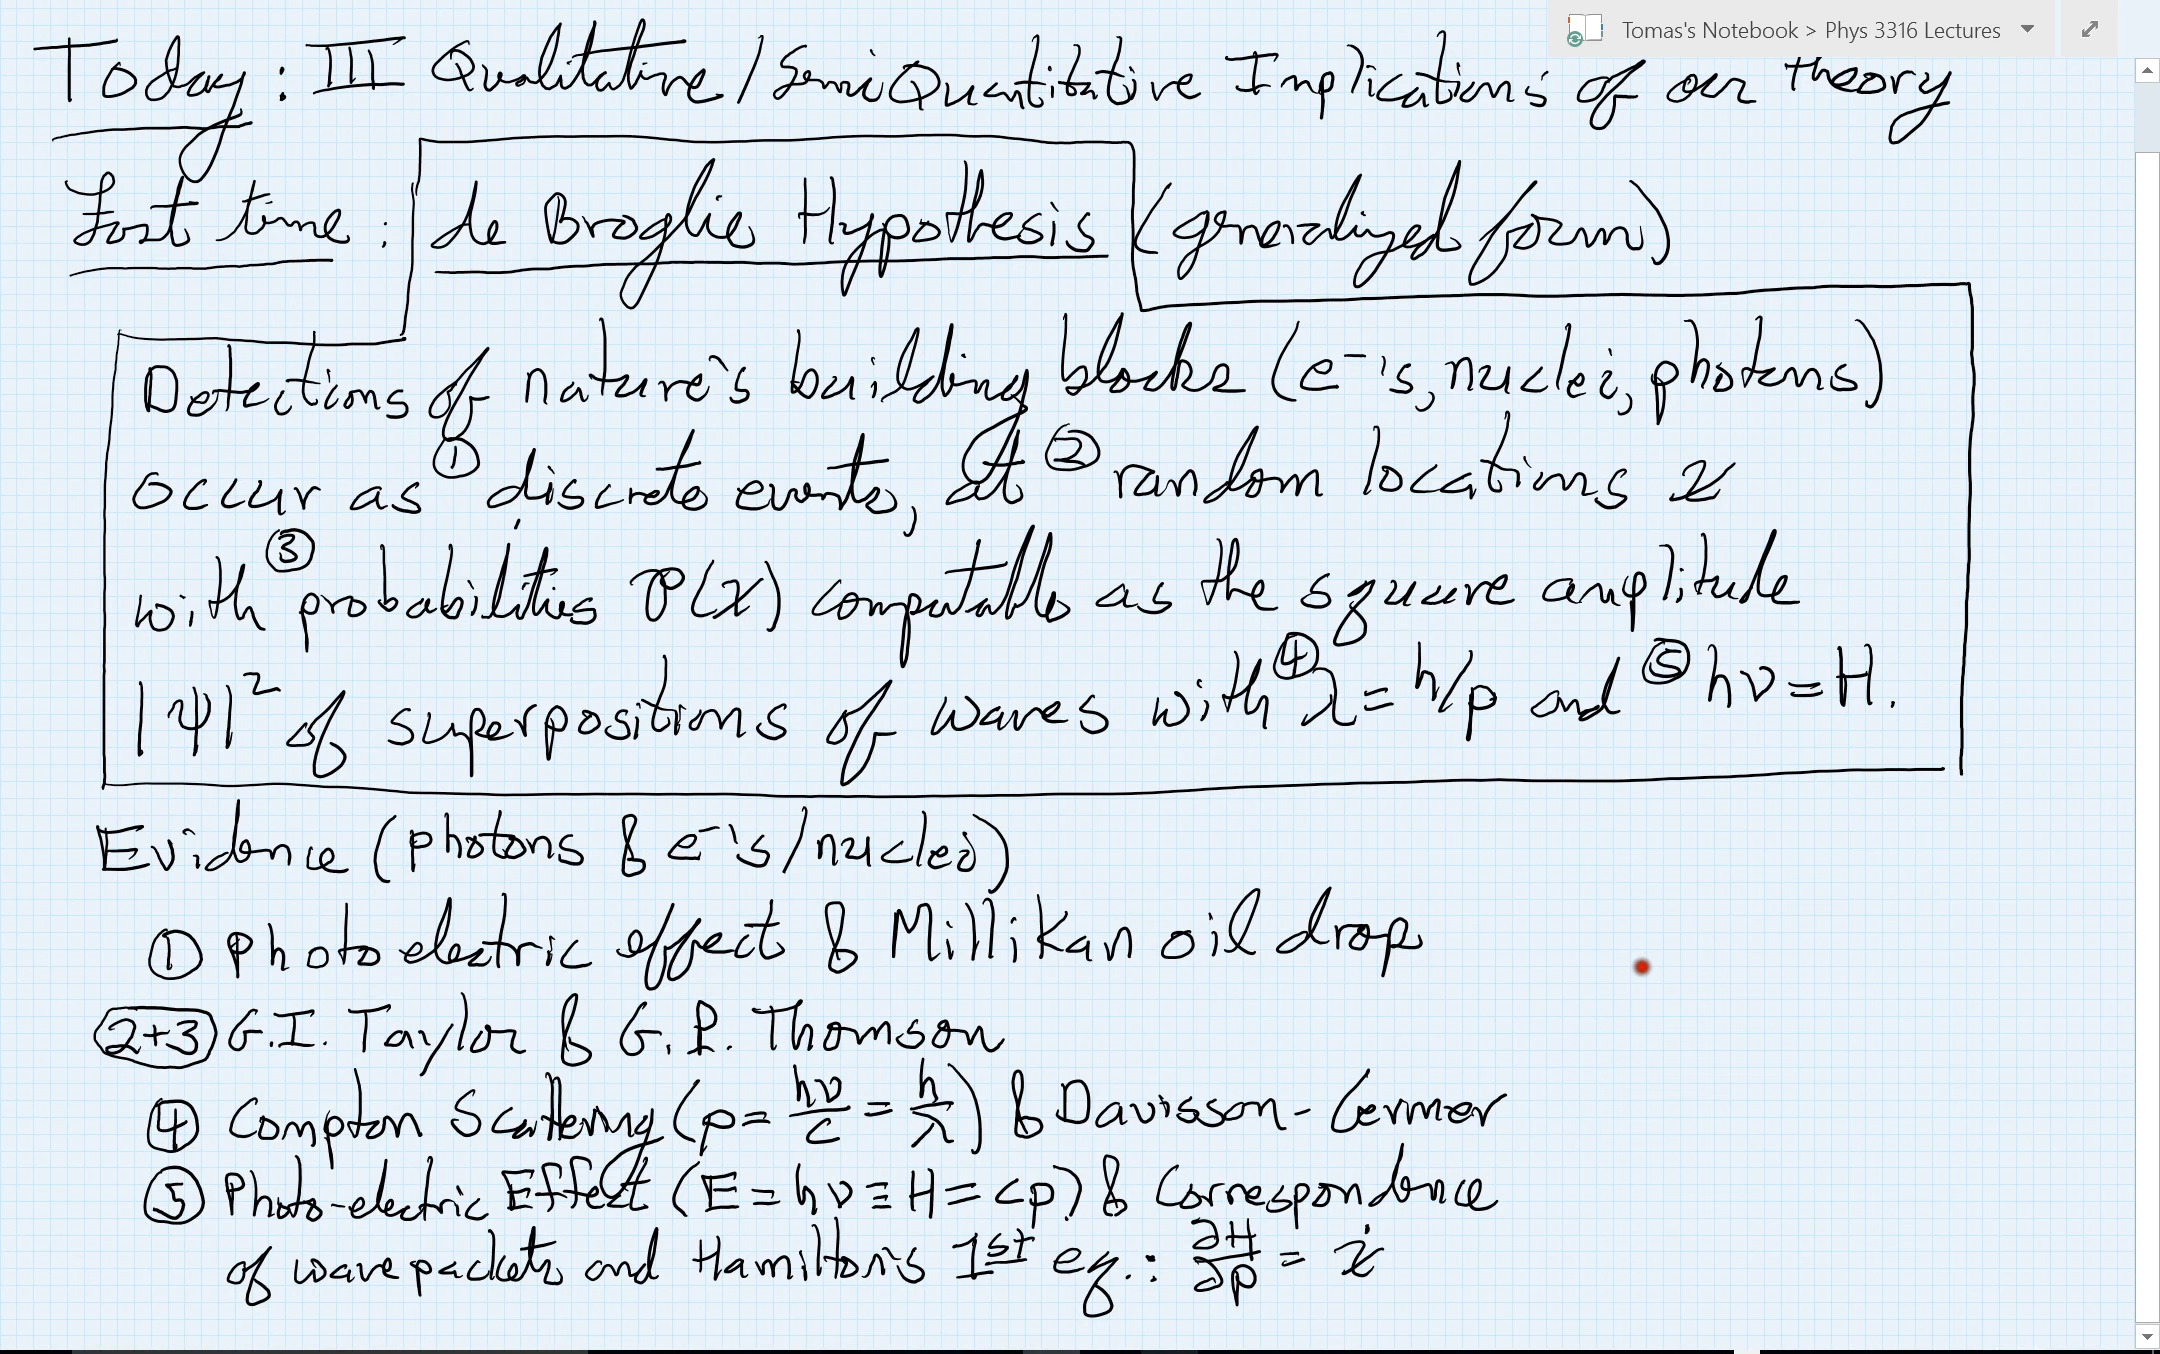 Tomas's Notebook > Phys 3316 Lectures
Today: III Qualitative/SemiQuantitative Implications of our theory
Last time: de Broglie Hypothesis (generalized form)
Detections of nature's building blocks (e⁻'s, nuclei, photons)
occur as ① discrete events, at ② random locations x
with ③ probabilities P(x) computable as the square amplitude
|ψ|² of superpositions of waves with ④ λ = h/p and ⑤ hν = H.
Evidence (photons & e⁻'s/nuclei)
① Photoelectric effect & Millikan oil drop
2+3 G.I. Taylor & G.P. Thomson
④ Compton Scattering (p = hν/c = h/λ) & Davisson-Germer
⑤ Photo-electric Effect (E = hν ≡ H = cp) & Correspondence
of wave packets and Hamilton's 1st eq.: ∂H/∂p = ẋ